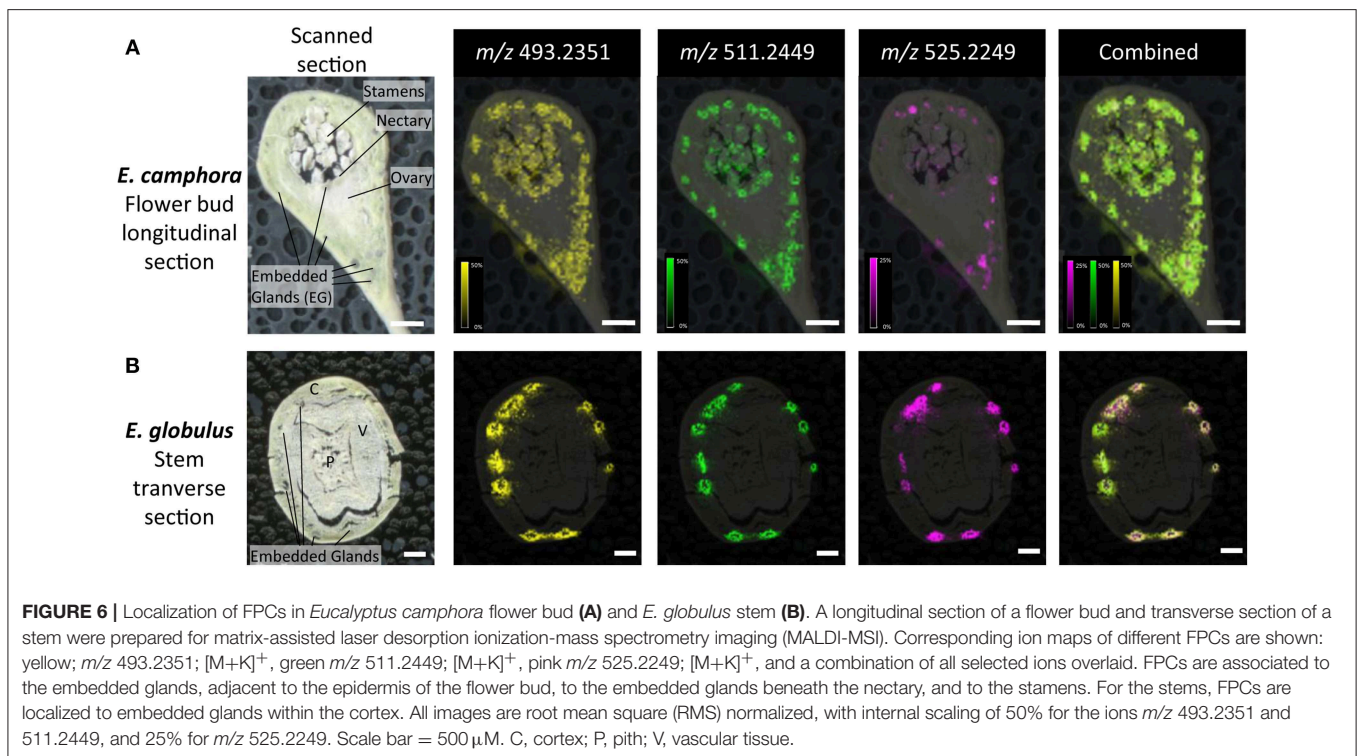 A
Scanned
section
m/z 493.2351
m/z 511.2449
m/z 525.2249
Combined
Stamens
Nectary
Ovary
E. camphora
Flower bud
longitudinal
section
Embedded
Glands (EG)
50%
0%
50%
0%
25%
0%
25% 50% 50%
0% 0% 0%
B
E. globulus
Stem
tranverse
section
C
V
P
Embedded Glands
FIGURE 6 | Localization of FPCs in Eucalyptus camphora flower bud (A) and E. globulus stem (B). A longitudinal section of a flower bud and transverse section of a
stem were prepared for matrix-assisted laser desorption ionization-mass spectrometry imaging (MALDI-MSI). Corresponding ion maps of different FPCs are shown:
yellow; m/z 493.2351; [M+K]⁺, green m/z 511.2449; [M+K]⁺, pink m/z 525.2249; [M+K]⁺, and a combination of all selected ions overlaid. FPCs are associated to
the embedded glands, adjacent to the epidermis of the flower bud, to the embedded glands beneath the nectary, and to the stamens. For the stems, FPCs are
localized to embedded glands within the cortex. All images are root mean square (RMS) normalized, with internal scaling of 50% for the ions m/z 493.2351 and
511.2449, and 25% for m/z 525.2249. Scale bar = 500 µM. C, cortex; P, pith; V, vascular tissue.